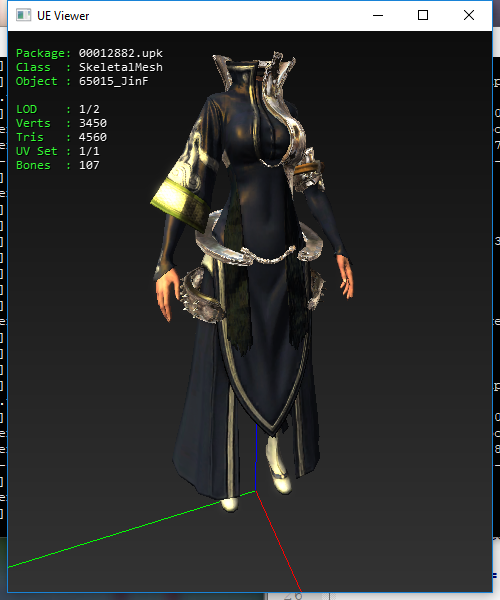 UE Viewer
Package: 00012882.upk
Class : SkeletalMesh
Object : 65015_JinF
LOD : 1/2
Verts : 3450
Tris : 4560
UV Set : 1/1
Bones : 107